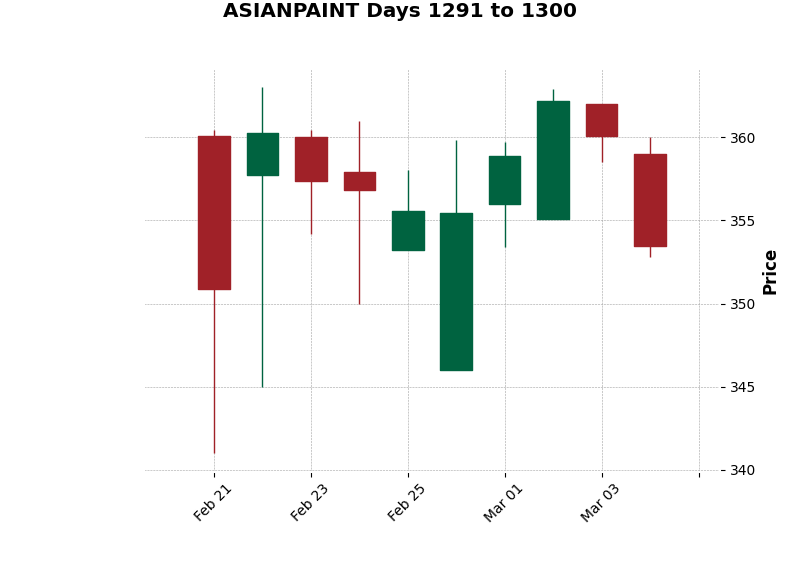 ASIANPAINT Days 1291 to 1300
360
355
350
345
340
Price
Feb 21
Feb 23
Feb 25
Mar 01
Mar 03